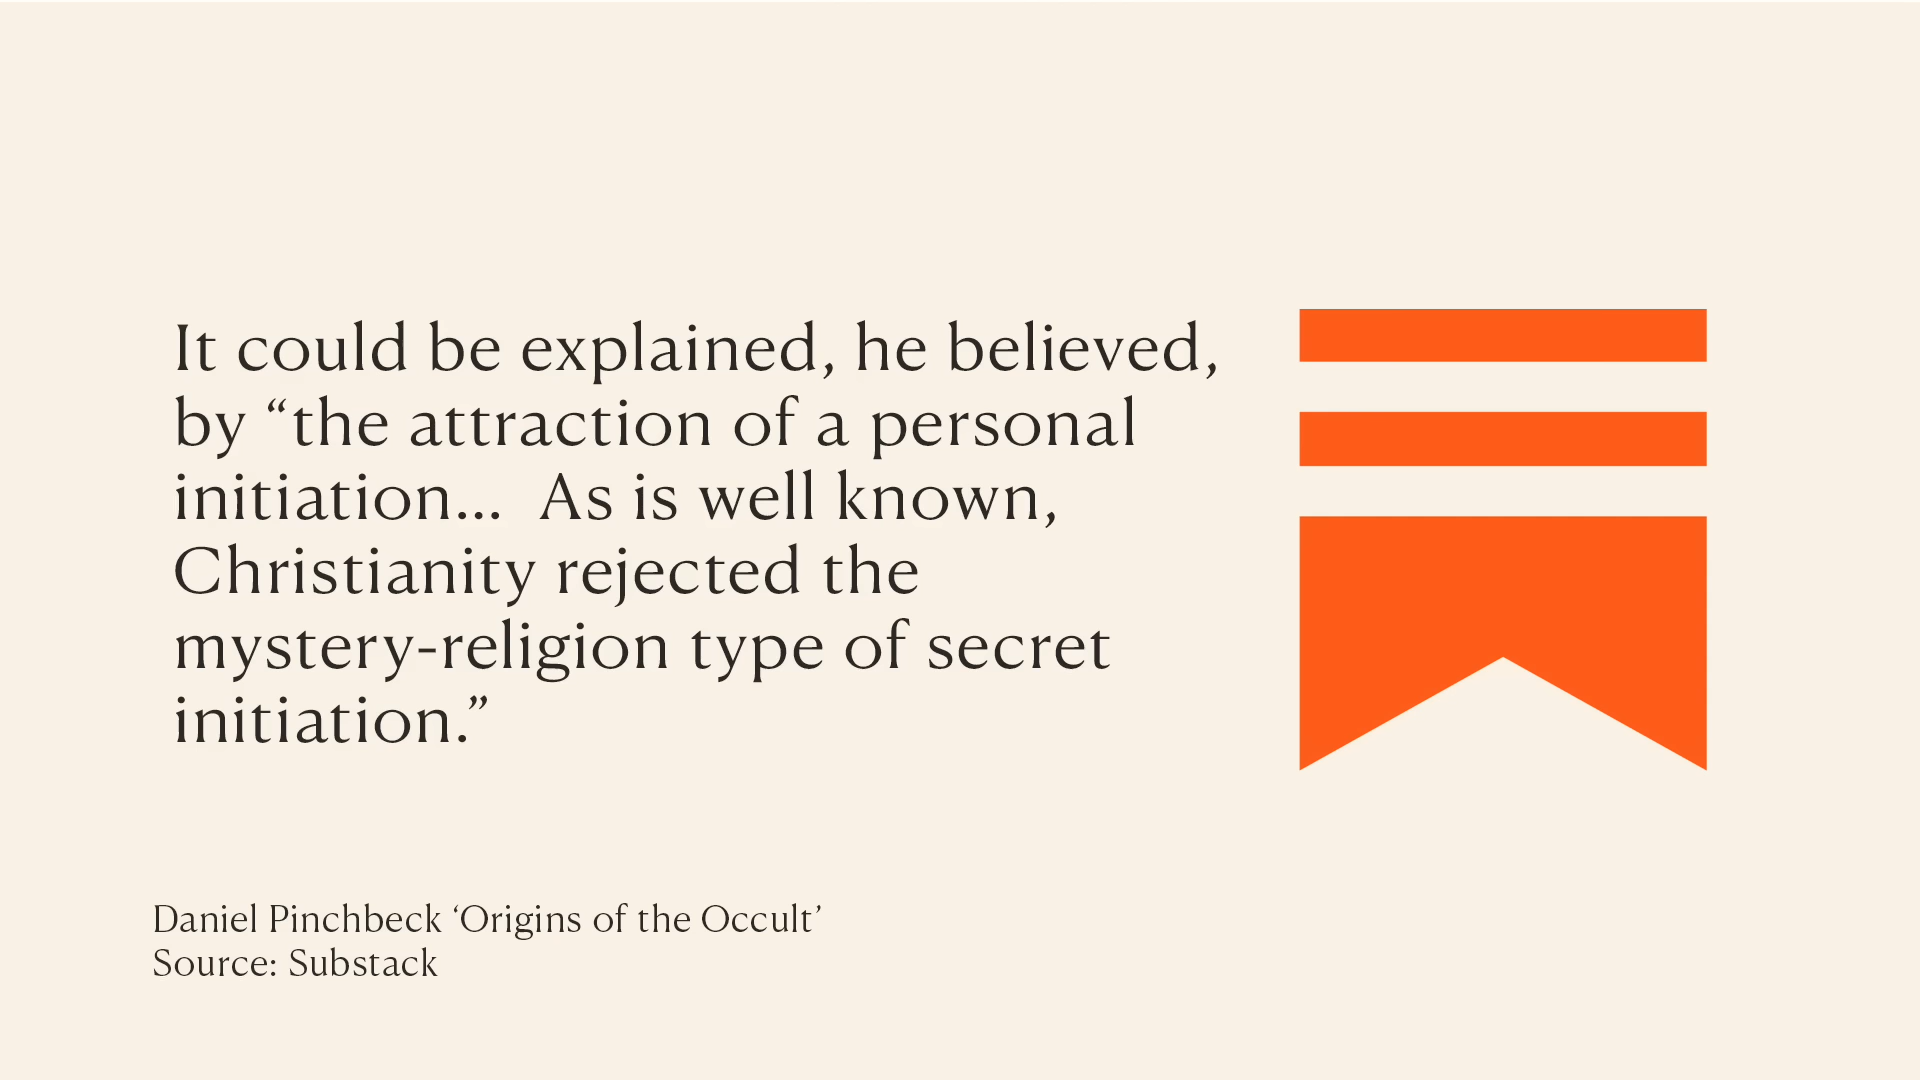 It could be explained, he believed,
by “the attraction of a personal
initiation…  As is well known,
Christianity rejected the
mystery-religion type of secret
initiation.”
Daniel Pinchbeck ‘Origins of the Occult’
Source: Substack